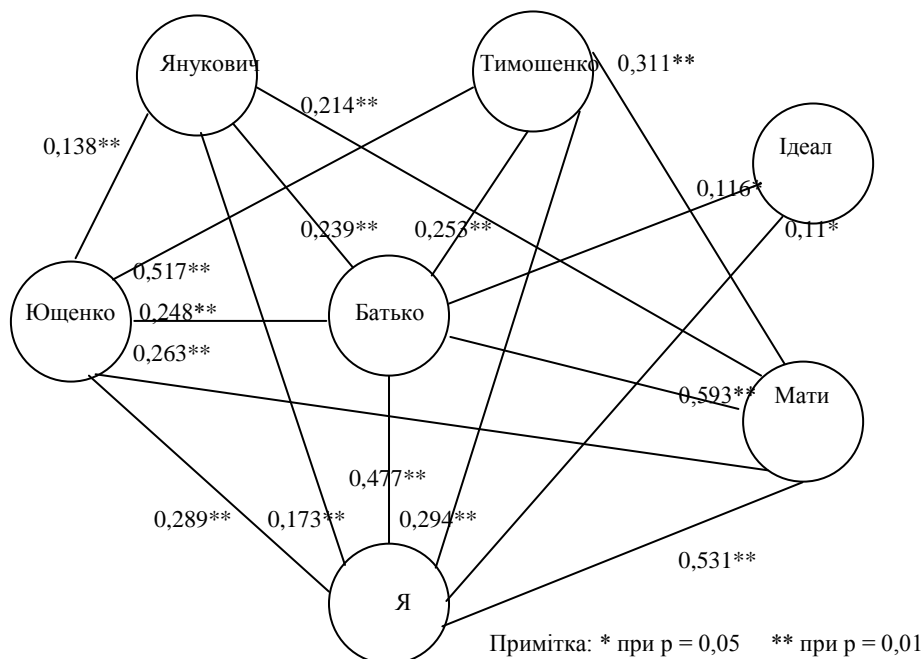 Янукович
Тимошенко
0,311**
0,214**
0,138**
Ідеал
0,116*
0,239**
0,253**
0,11*
0,517**
Ющенко
0,248**
Батько
0,263**
0,593**
Мати
0,477**
0,289**
0,173**
0,294**
0,531**
Я
Примітка: * при p = 0,05 ** при p = 0,01